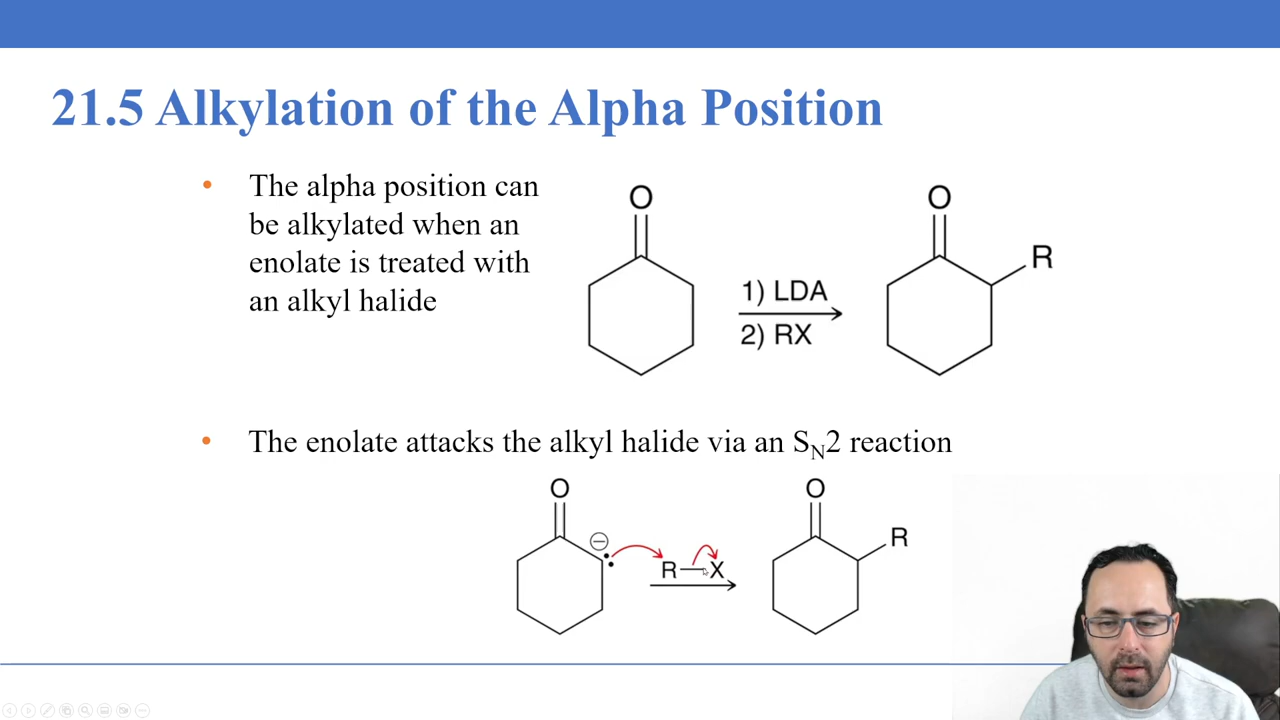 21.5 Alkylation of the Alpha Position
• The alpha position can
be alkylated when an
enolate is treated with
an alkyl halide
O
1) LDA
2) RX
O
R
• The enolate attacks the alkyl halide via an SN2 reaction
O
⊖
R—X
O
R